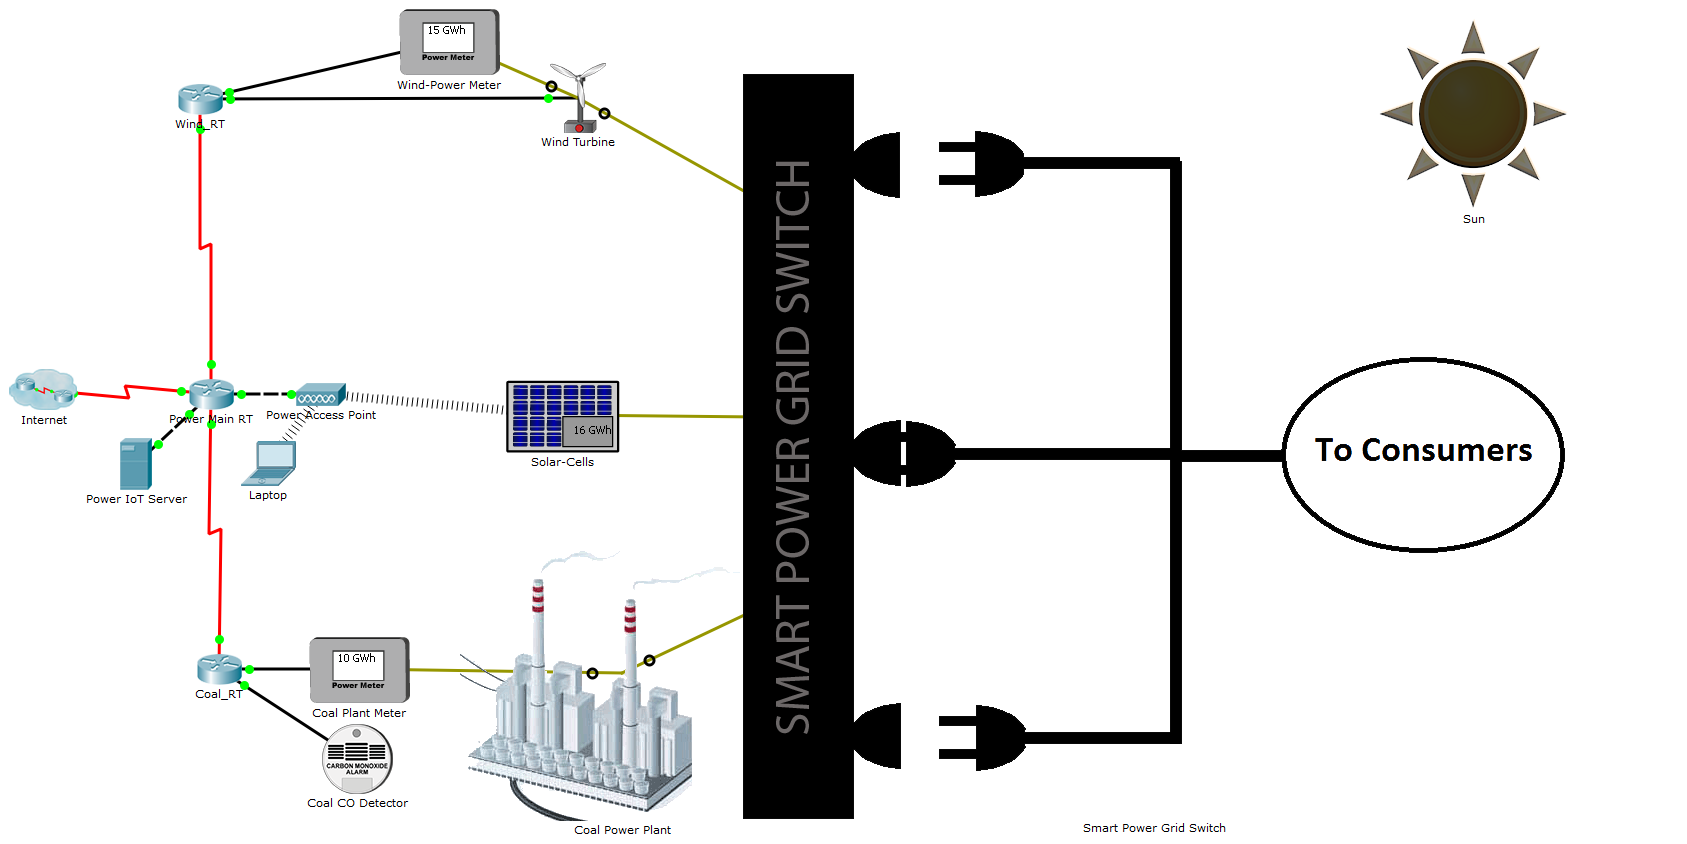 15 GWh
Power Meter
Wind-Power Meter
Wind_RT
Wind Turbine
Sun
SMART POWER GRID SWITCH
Internet
Power Main RT
Power Access Point
16 GWh
Solar-Cells
Power IoT Server
Laptop
To Consumers
10 GWh
Power Meter
Coal_RT
Coal Plant Meter
CARBON MONOXIDE
ALARM
Coal CO Detector
Coal Power Plant
Smart Power Grid Switch